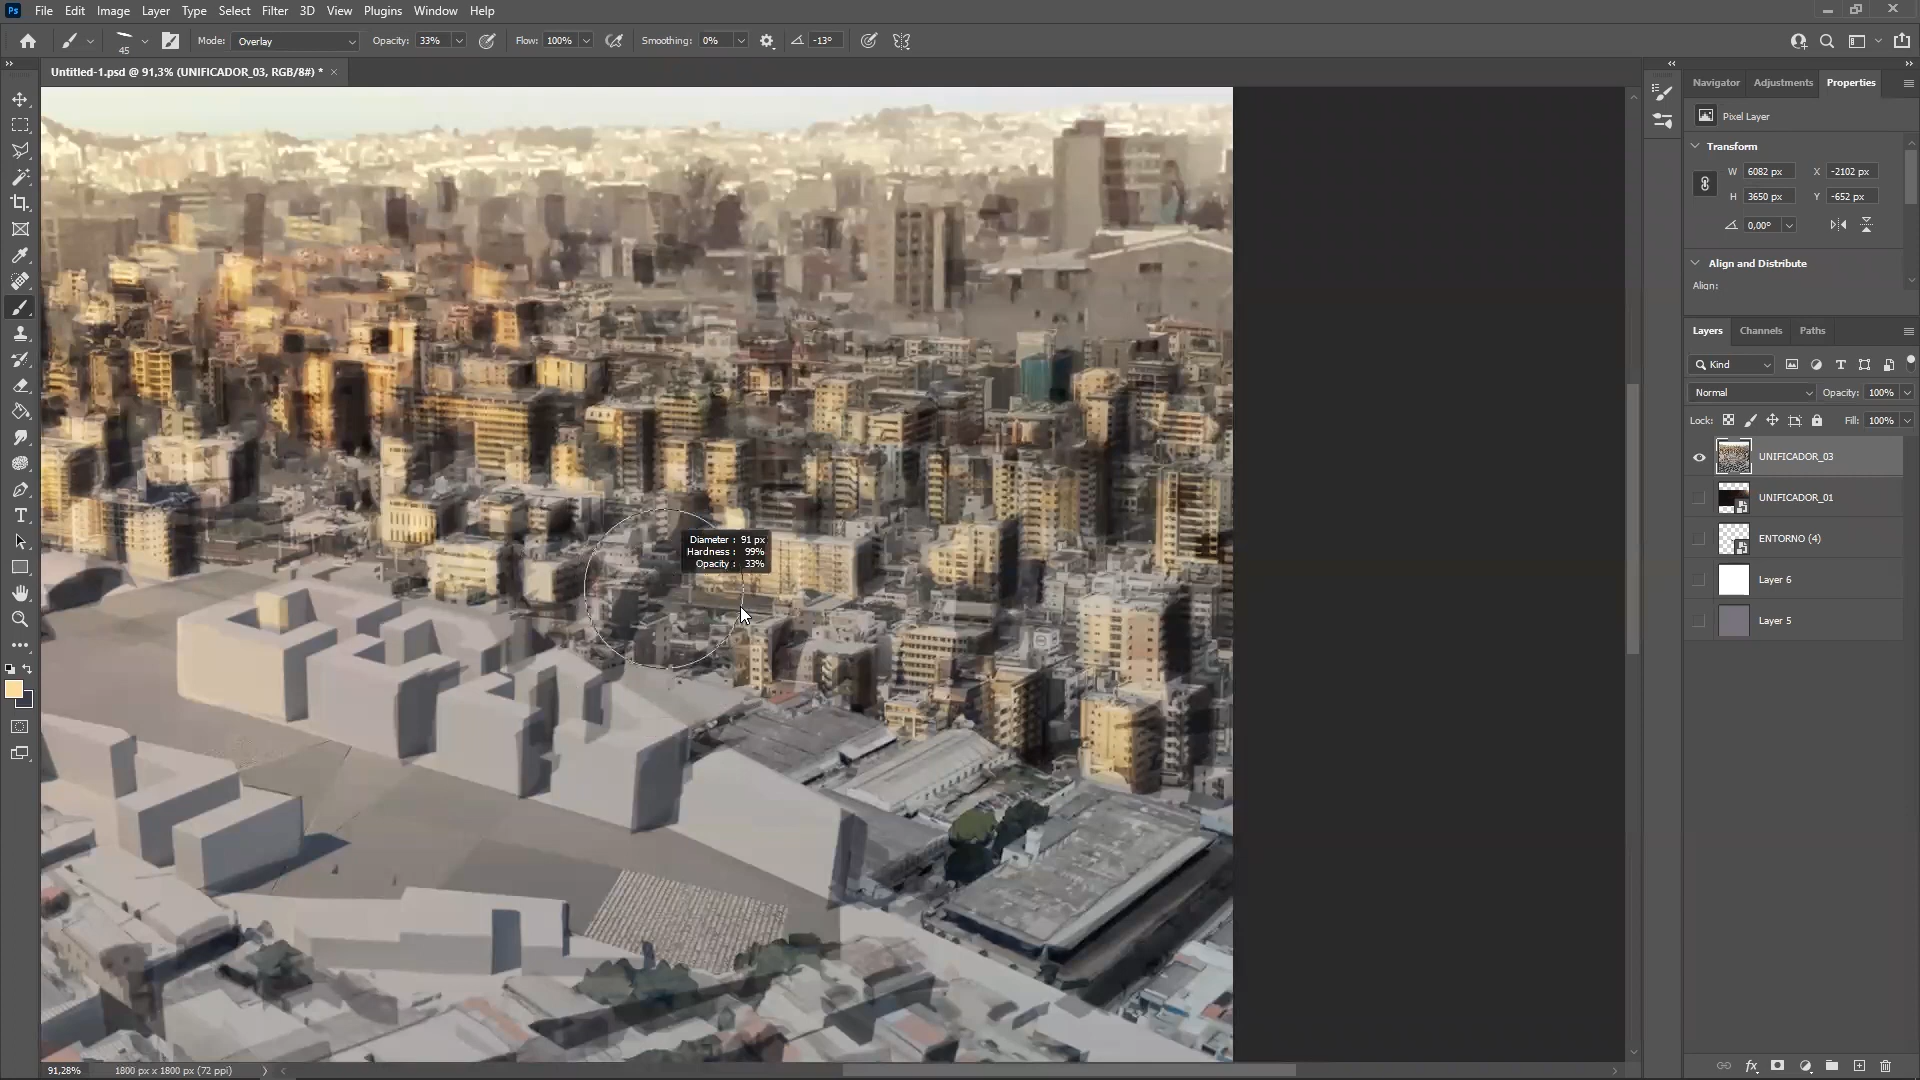 Ps File Edit Image Layer Type Select Filter 3D View Plugins Window Help
45 Mode: Overlay Opacity: 33% Flow: 100% Smoothing: 0% -13°
Untitled-1.psd @ 91,3% (UNIFICADOR_03, RGB/8#) * ×
Navigator Adjustments Properties
Pixel Layer
Transform
W 6082 px X -2102 px
H 3650 px Y -652 px
0,00°
Align and Distribute
Align:
Layers Channels Paths
Kind
Normal Opacity: 100%
Lock: Fill: 100%
UNIFICADOR_03
UNIFICADOR_01
ENTORNO (4)
Layer 6
Layer 5
Diameter : 91 px
Hardness : 99%
Opacity : 33%
91,28% 1800 px x 1800 px (72 ppi)